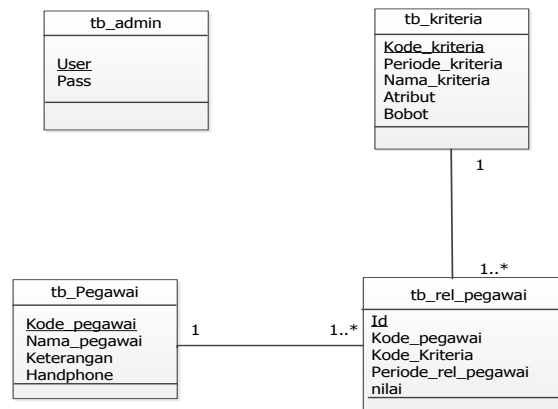 tb_admin
User
Pass
tb_kriteria
Kode_kriteria
Periode_kriteria
Nama_kriteria
Atribut
Bobot
1
1..*
tb_Pegawai
Kode_pegawai
Nama_pegawai
Keterangan
Handphone
1
1..*
tb_rel_pegawai
Id
Kode_pegawai
Kode_Kriteria
Periode_rel_pegawai
nilai